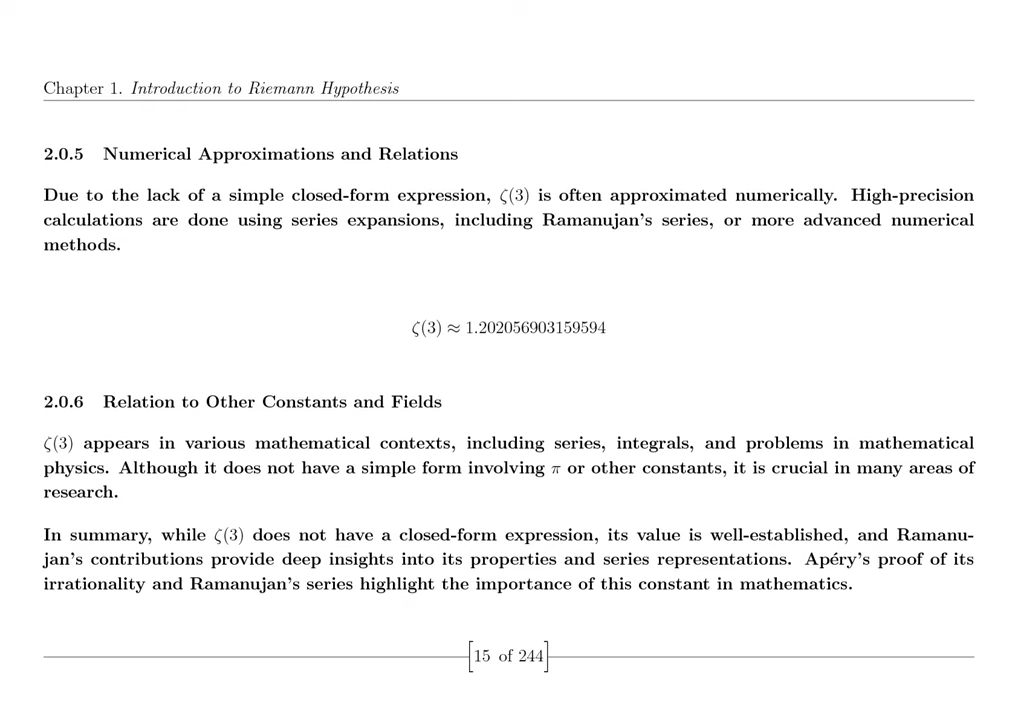 Chapter 1. Introduction to Riemann Hypothesis
2.0.5 Numerical Approximations and Relations
Due to the lack of a simple closed-form expression, ζ(3) is often approximated numerically. High-precision
calculations are done using series expansions, including Ramanujan's series, or more advanced numerical
methods.
ζ(3) ≈ 1.202056903159594
2.0.6 Relation to Other Constants and Fields
ζ(3) appears in various mathematical contexts, including series, integrals, and problems in mathematical
physics. Although it does not have a simple form involving π or other constants, it is crucial in many areas of
research.
In summary, while ζ(3) does not have a closed-form expression, its value is well-established, and Ramanu-
jan's contributions provide deep insights into its properties and series representations. Apéry's proof of its
irrationality and Ramanujan's series highlight the importance of this constant in mathematics.
[15 of 244]